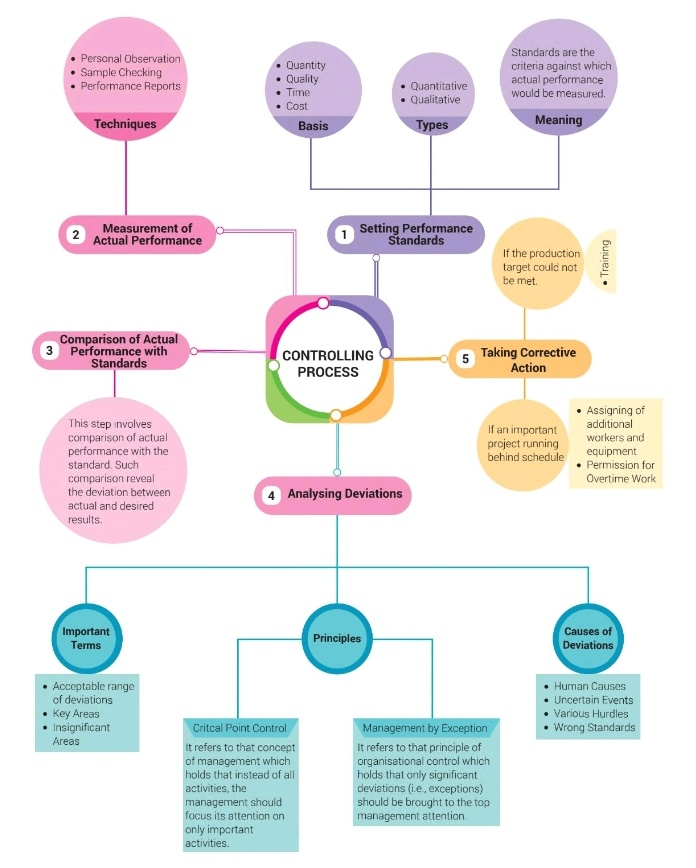 • Personal Observation
• Sample Checking
• Performance Reports
Techniques
• Quantity
• Quality
• Time
• Cost
Basis
• Quantitative
• Qualitative
Types
Standards are the
criteria against which
actual performance
would be measured.
Meaning
2
Measurement of
Actual Performance
1
Setting Performance
Standards
If the production
target could not
be met.
• Training
3
Comparison of Actual
Performance with
Standards
CONTROLLING
PROCESS
5
Taking Corrective
Action
This step involves
comparison of actual
performance with the
standard. Such
comparison reveal
the deviation between
actual and desired
results.
If an important
project running
behind schedule
• Assigning of
additional
workers and
equipment
• Permission for
Overtime Work
4
Analysing Deviations
Important
Terms
• Acceptable range
of deviations
• Key Areas
• Insignificant
Areas
Principles
Critcal Point Control
It refers to that concept
of management which
holds that instead of all
activities, the
management should
focus its attention on
only important
activities.
Management by Exception
It refers to that principle of
organisational control which
holds that only significant
deviations (i.e., exceptions)
should be brought to the top
management attention.
Causes of
Deviations
• Human Causes
• Uncertain Events
• Various Hurdles
• Wrong Standards